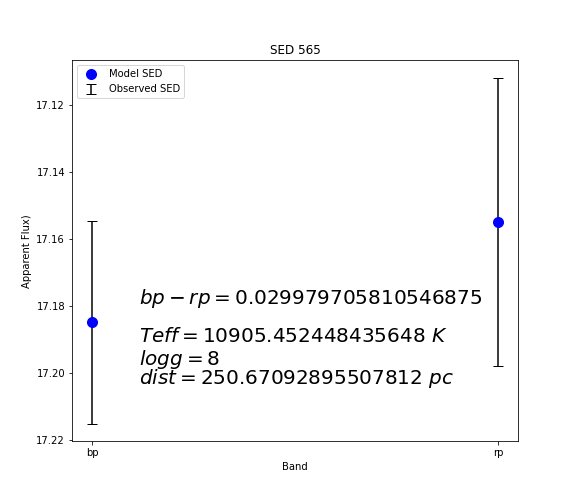 SED 565
Model SED
Observed SED
17.12
17.14
17.16
17.18
17.20
17.22
Apparent Flux)
bp − rp = 0.029979705810546875
Teff = 10905.452448435648 K
logg = 8
dist = 250.67092895507812 pc
bp
rp
Band